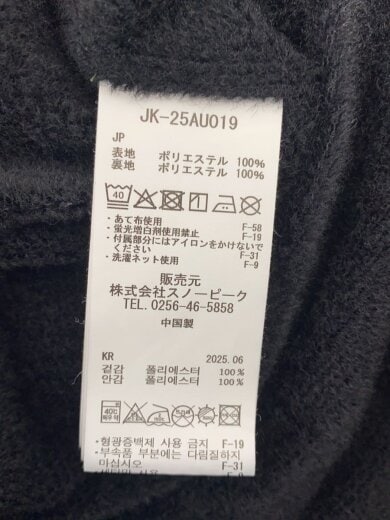 JK-25AU019
JP
表地 ポリエステル 100%
裏地 ポリエステル 100%
40
・あて布使用 F-58
・蛍光増白剤使用禁止 F-19
・付属部分にはアイロンをかけないで
ください F-31
・洗濯ネット使用 F-9
販売元
株式会社スノーピーク
TEL.0256-46-5858
中国製
KR 2025.06
겉감 폴리에스터 100%
안감 폴리에스터 100%
・형광증백제 사용 금지 F-19
・부속품 부분에는 다림질하지
마십시오 F-31